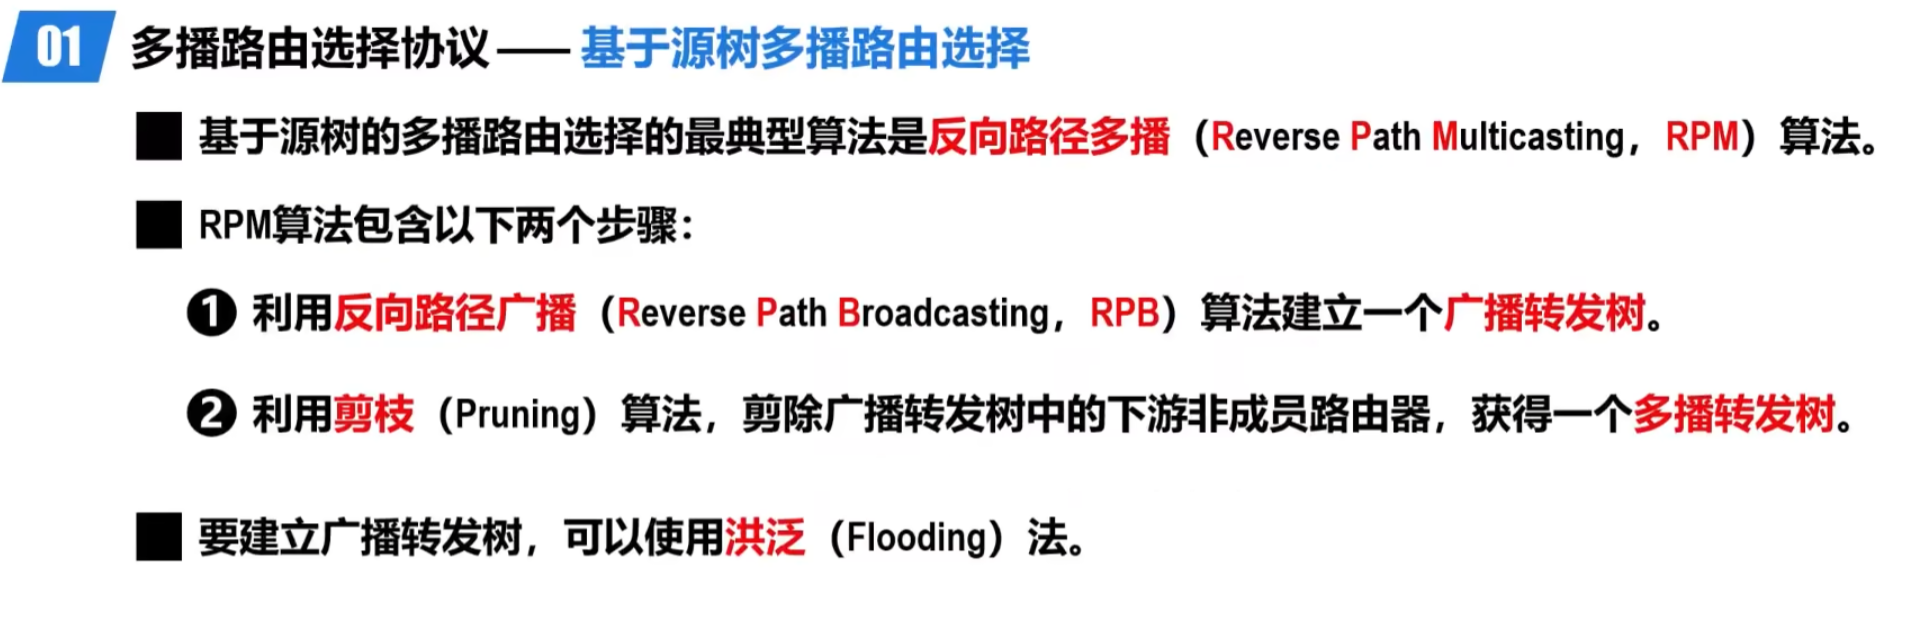 01 多播路由选择协议——基于源树多播路由选择
基于源树的多播路由选择的最典型算法是反向路径多播（Reverse Path Multicasting，RPM）算法。
RPM算法包含以下两个步骤：
❶ 利用反向路径广播（Reverse Path Broadcasting，RPB）算法建立一个广播转发树。
❷ 利用剪枝（Pruning）算法，剪除广播转发树中的下游非成员路由器，获得一个多播转发树。
要建立广播转发树，可以使用洪泛（Flooding）法。